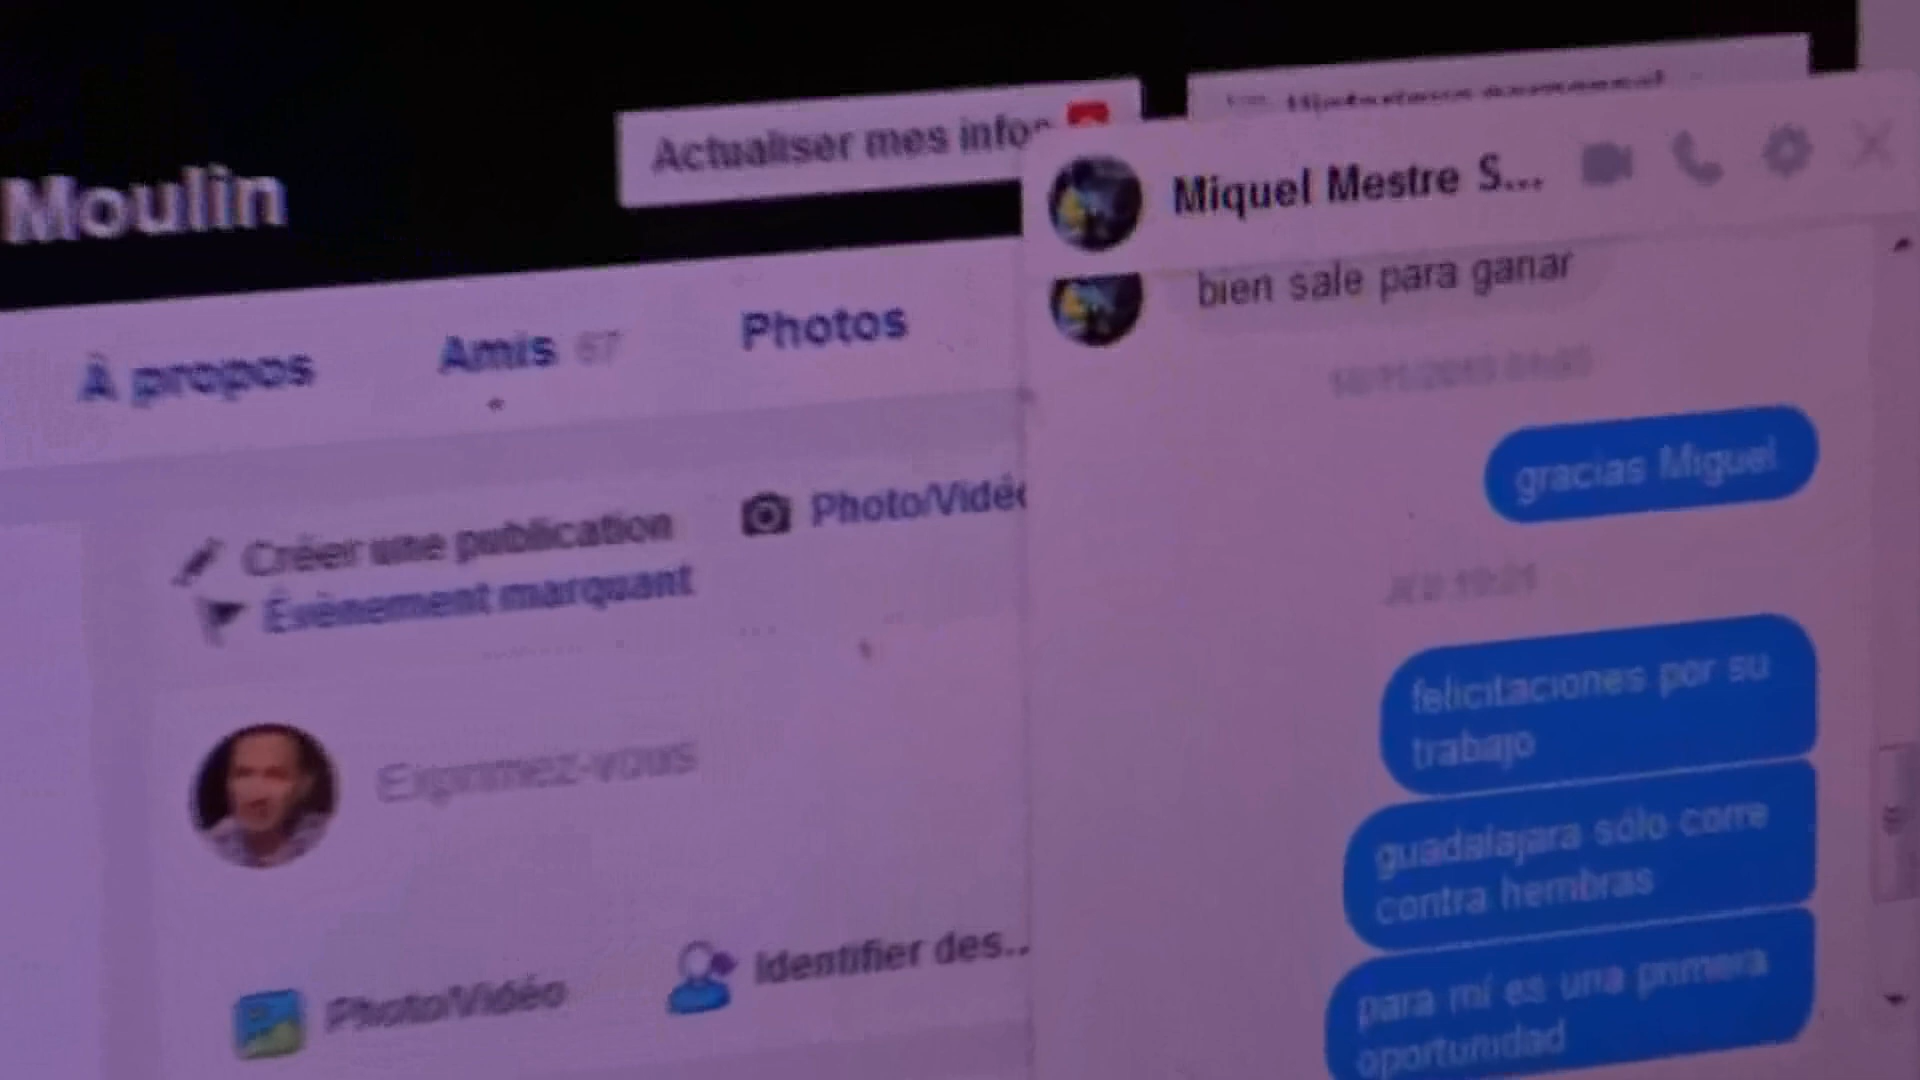 Moulin
Actualiser mes infos
À propos
Amis 67
Photos
Créer une publication
Photo/Vidéo
Évènement marquant
Exprimez-vous
Photo/Vidéo
Identifier des...
Miquel Mestre S...
bien sale para ganar
gracias Miguel
felicitaciones por su
trabajo
guadalajara sólo corre
contra hembras
para mí es una primera
oportunidad